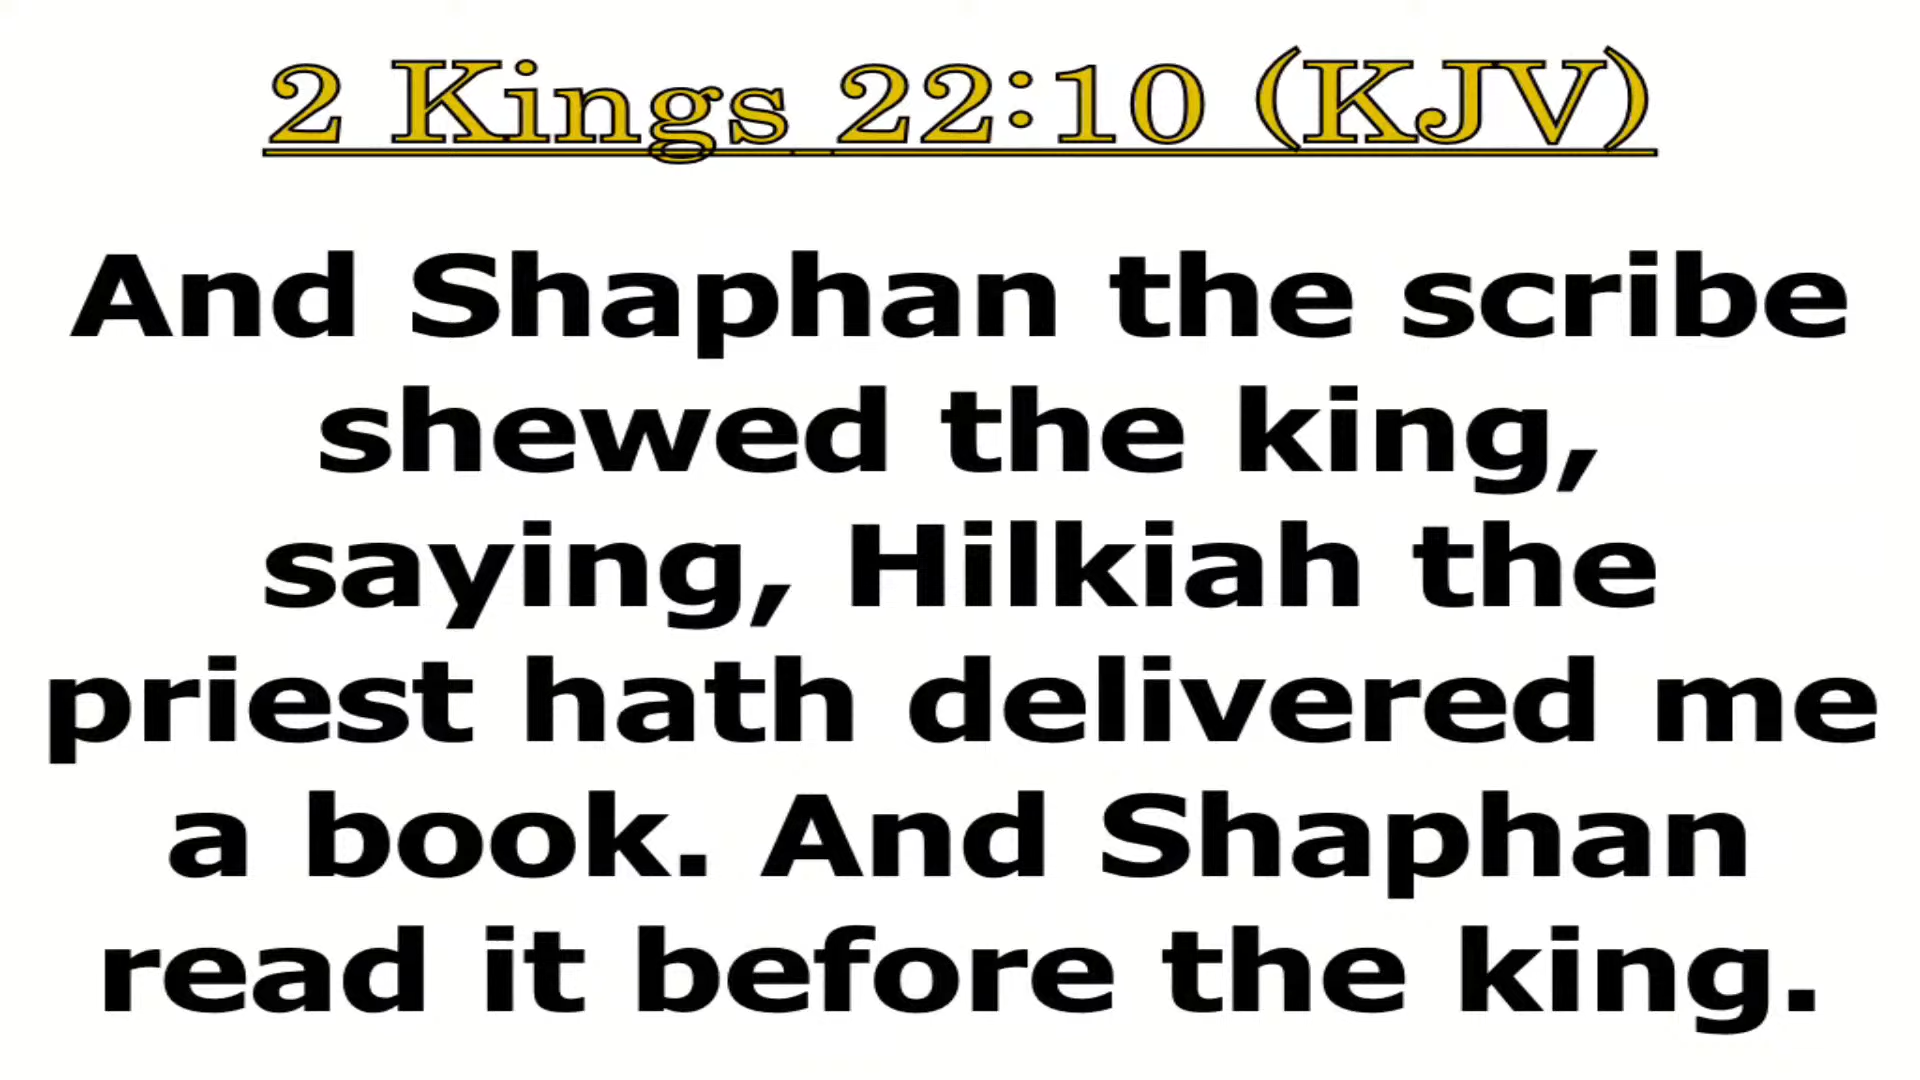 2 Kings 22:10 (KJV)
And Shaphan the scribe
shewed the king,
saying, Hilkiah the
priest hath delivered me
a book. And Shaphan
read it before the king.